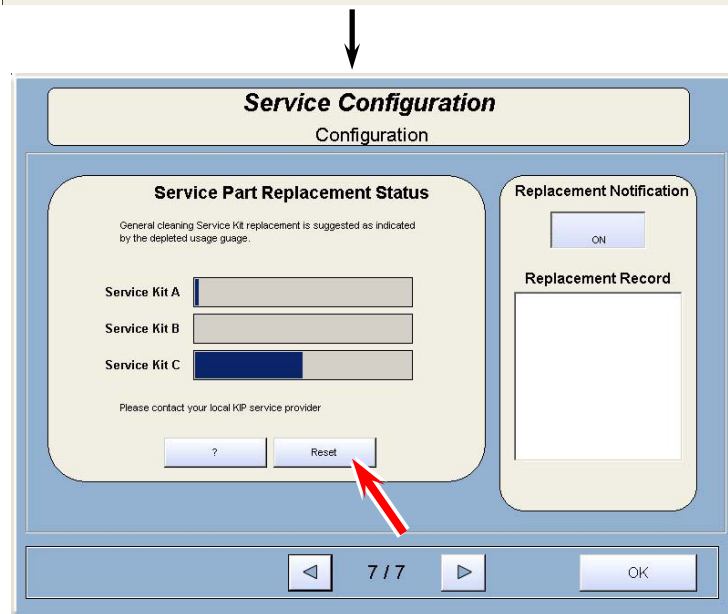 Service Configuration
Configuration
Service Part Replacement Status
General cleaning Service Kit replacement is suggested as indicated
by the depleted usage guage.
Service Kit A
Service Kit B
Service Kit C
Please contact your local KIP service provider
?
Reset
Replacement Notification
ON
Replacement Record
7 / 7
OK